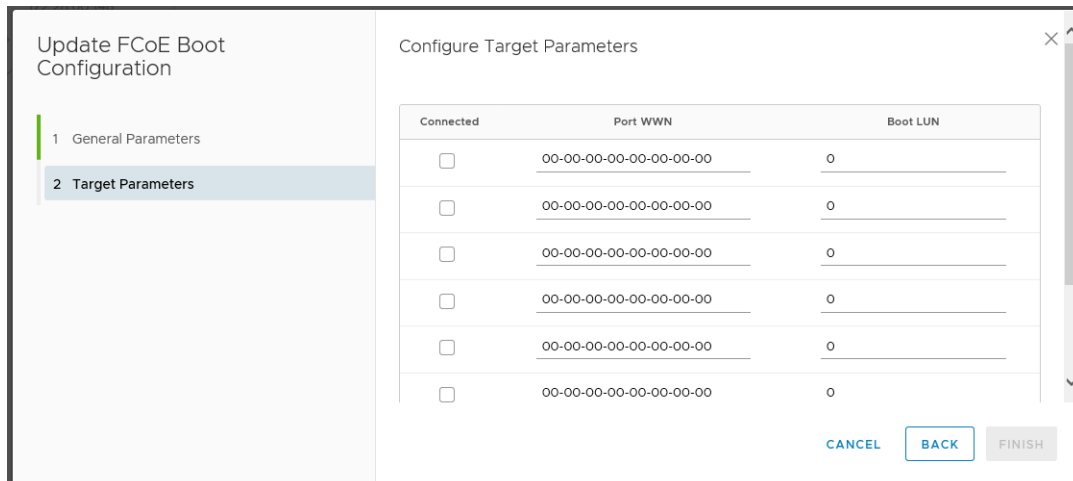 Update FCoE Boot
Configuration
1 General Parameters
2 Target Parameters
Configure Target Parameters
Connected Port WWN Boot LUN
00-00-00-00-00-00-00-00 0
00-00-00-00-00-00-00-00 0
00-00-00-00-00-00-00-00 0
00-00-00-00-00-00-00-00 0
00-00-00-00-00-00-00-00 0
00-00-00-00-00-00-00-00 0
CANCEL BACK FINISH